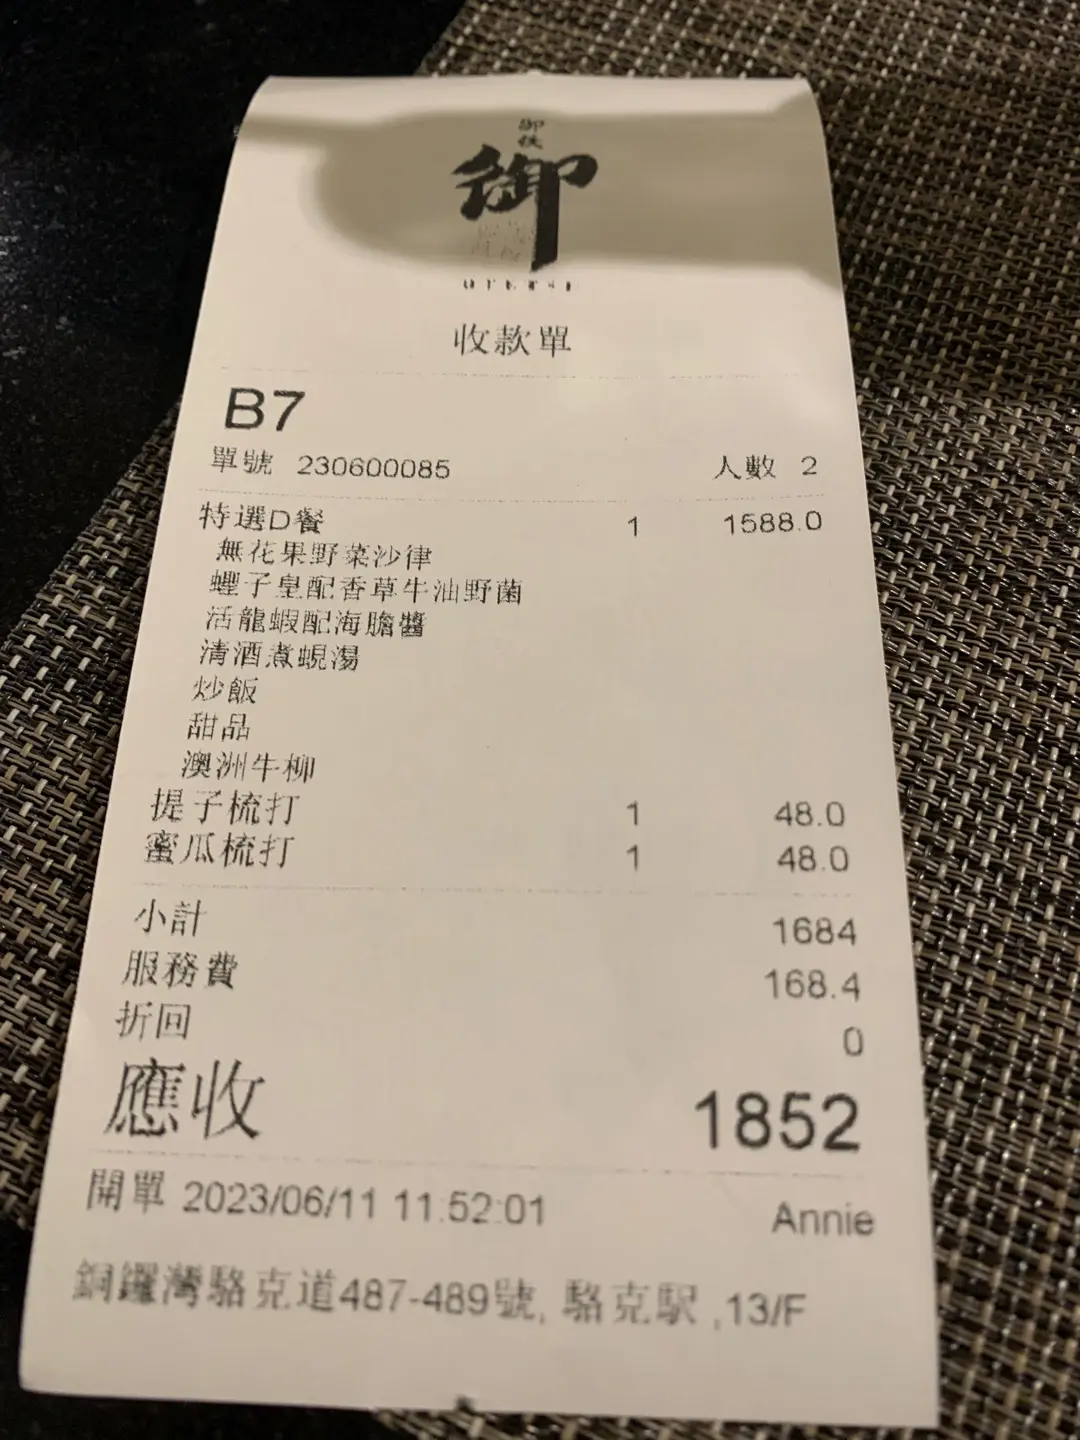 御鉄
御
收款單
B7
單號 230600085 人數 2
特選D餐 1 1588.0
無花果野菜沙律
蟶子皇配香草牛油野菌
活龍蝦配海膽醬
清酒煮蜆湯
炒飯
甜品
澳洲牛柳
提子梳打 1 48.0
蜜瓜梳打 1 48.0
小計 1684
服務費 168.4
折回 0
應收 1852
開單 2023/06/11 11:52:01 Annie
銅鑼灣駱克道487-489號, 駱克駅 ,13/F